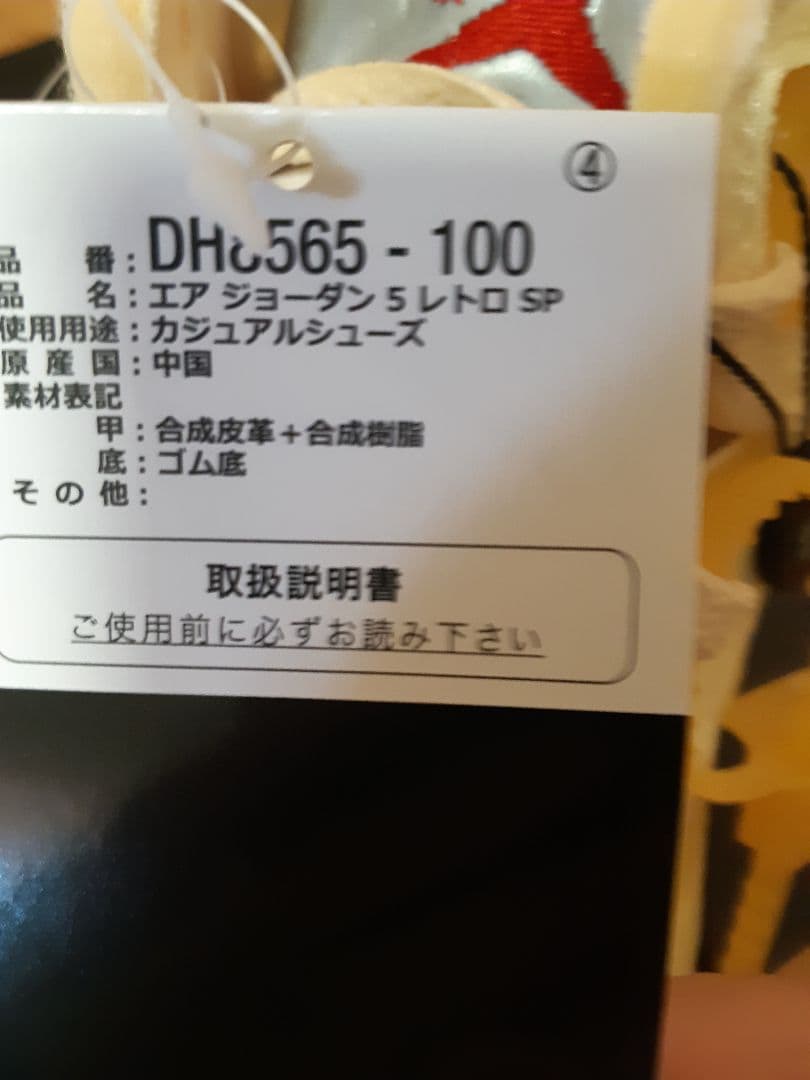 ④
品 番：DH8565 - 100
品 名：エア ジョーダン 5 レトロ SP
使用用途：カジュアルシューズ
原 産 国：中国
素材表記
甲：合成皮革＋合成樹脂
底：ゴム底
そ の 他：
取扱説明書
ご使用前に必ずお読み下さい